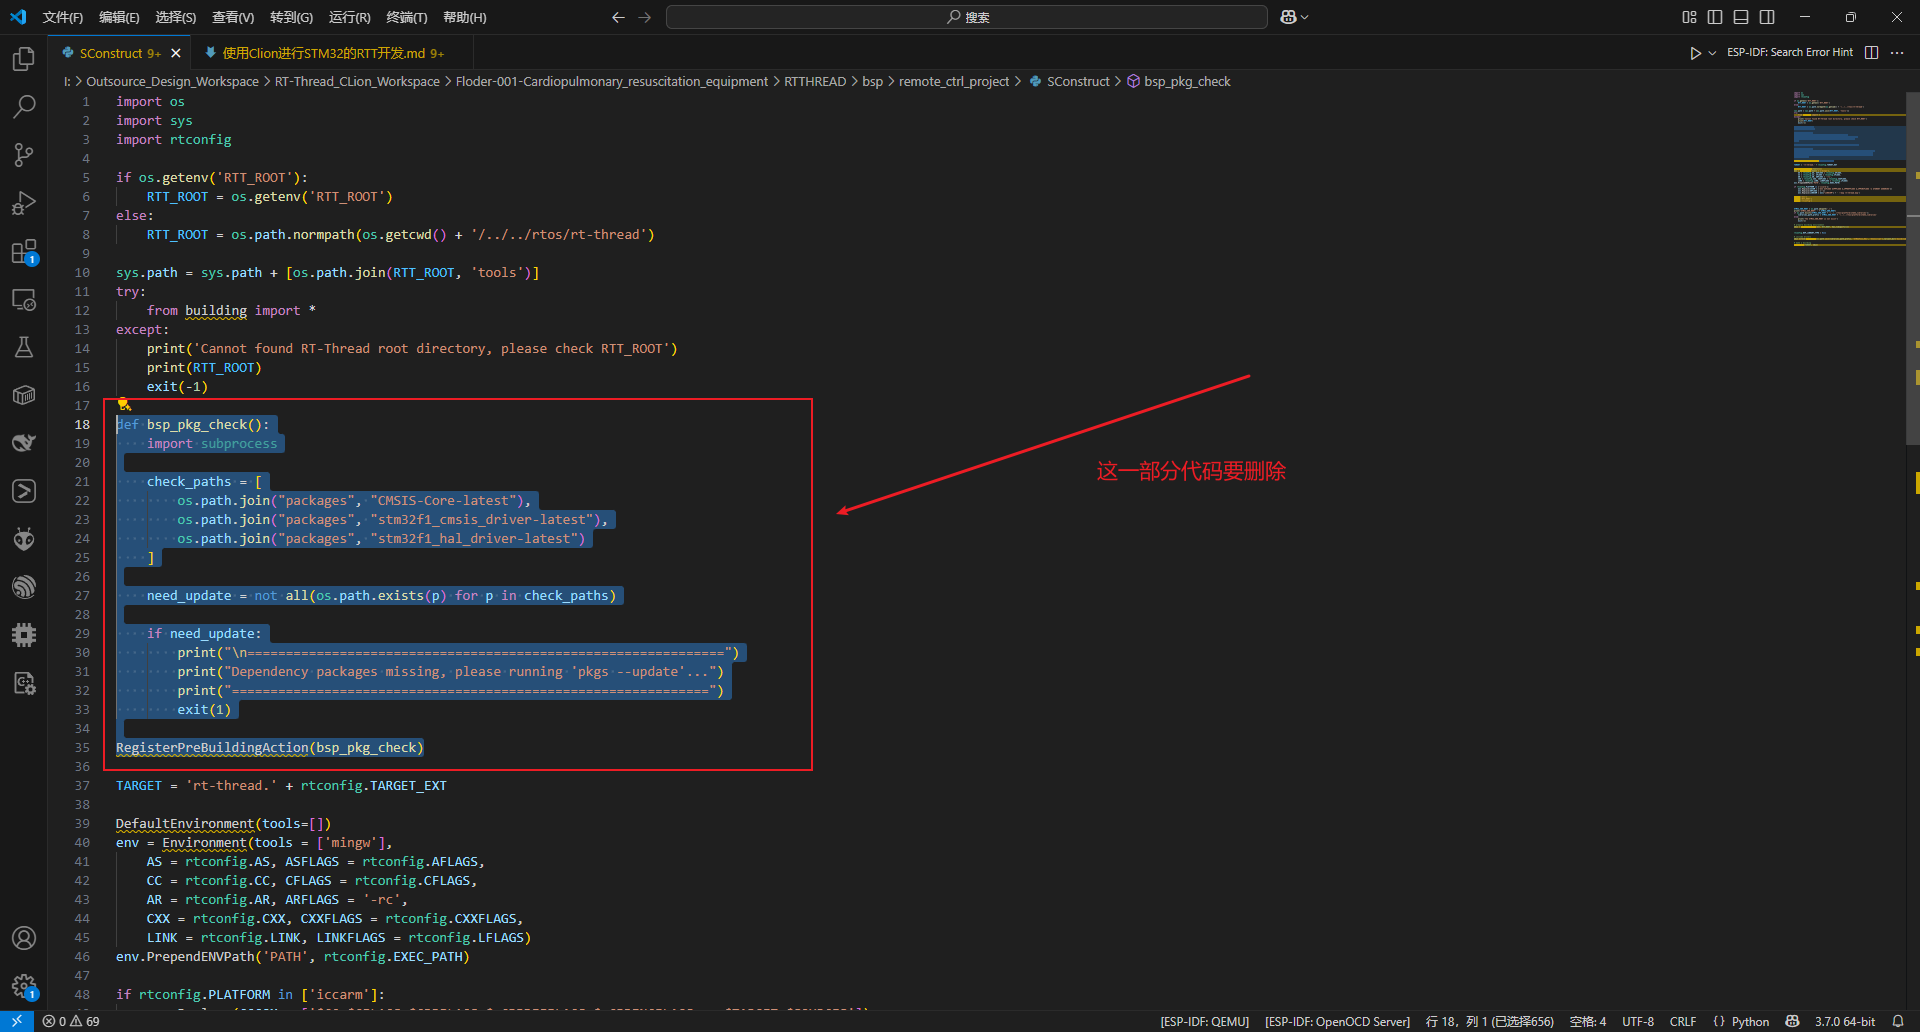 文件(F) 编辑(E) 选择(S) 查看(V) 转到(G) 运行(R) 终端(T) 帮助(H) 搜索
SConstruct 9+ 使用Clion进行STM32的RTT开发.md 9+ ESP-IDF: Search Error Hint
I: > Outsource_Design_Workspace > RT-Thread_CLion_Workspace > Floder-001-Cardiopulmonary_resuscitation_equipment > RTTHREAD > bsp > remote_ctrl_project > SConstruct > bsp_pkg_check
1 import os
2 import sys
3 import rtconfig
4
5 if os.getenv('RTT_ROOT'):
6 RTT_ROOT = os.getenv('RTT_ROOT')
7 else:
8 RTT_ROOT = os.path.normpath(os.getcwd() + '/../../rtos/rt-thread')
9
10 sys.path = sys.path + [os.path.join(RTT_ROOT, 'tools')]
11 try:
12 from building import *
13 except:
14 print('Cannot found RT-Thread root directory, please check RTT_ROOT')
15 print(RTT_ROOT)
16 exit(-1)
17
18 def bsp_pkg_check():
19 import subprocess
20
21 check_paths = [
22 os.path.join("packages", "CMSIS-Core-latest"),
23 os.path.join("packages", "stm32f1_cmsis_driver-latest"),
24 os.path.join("packages", "stm32f1_hal_driver-latest")
25 ]
26
27 need_update = not all(os.path.exists(p) for p in check_paths)
28
29 if need_update:
30 print("\n==============================================================")
31 print("Dependency packages missing, please running 'pkgs --update'...")
32 print("==============================================================")
33 exit(1)
34
35 RegisterPreBuildingAction(bsp_pkg_check)
36
37 TARGET = 'rt-thread.' + rtconfig.TARGET_EXT
38
39 DefaultEnvironment(tools=[])
40 env = Environment(tools = ['mingw'],
41 AS = rtconfig.AS, ASFLAGS = rtconfig.AFLAGS,
42 CC = rtconfig.CC, CFLAGS = rtconfig.CFLAGS,
43 AR = rtconfig.AR, ARFLAGS = '-rc',
44 CXX = rtconfig.CXX, CXXFLAGS = rtconfig.CXXFLAGS,
45 LINK = rtconfig.LINK, LINKFLAGS = rtconfig.LFLAGS)
46 env.PrependENVPath('PATH', rtconfig.EXEC_PATH)
47
48 if rtconfig.PLATFORM in ['iccarm']:
这一部分代码要删除
1
1
0 69 [ESP-IDF: QEMU] [ESP-IDF: OpenOCD Server] 行 18，列 1 (已选择656) 空格: 4 UTF-8 CRLF {} Python 3.7.0 64-bit